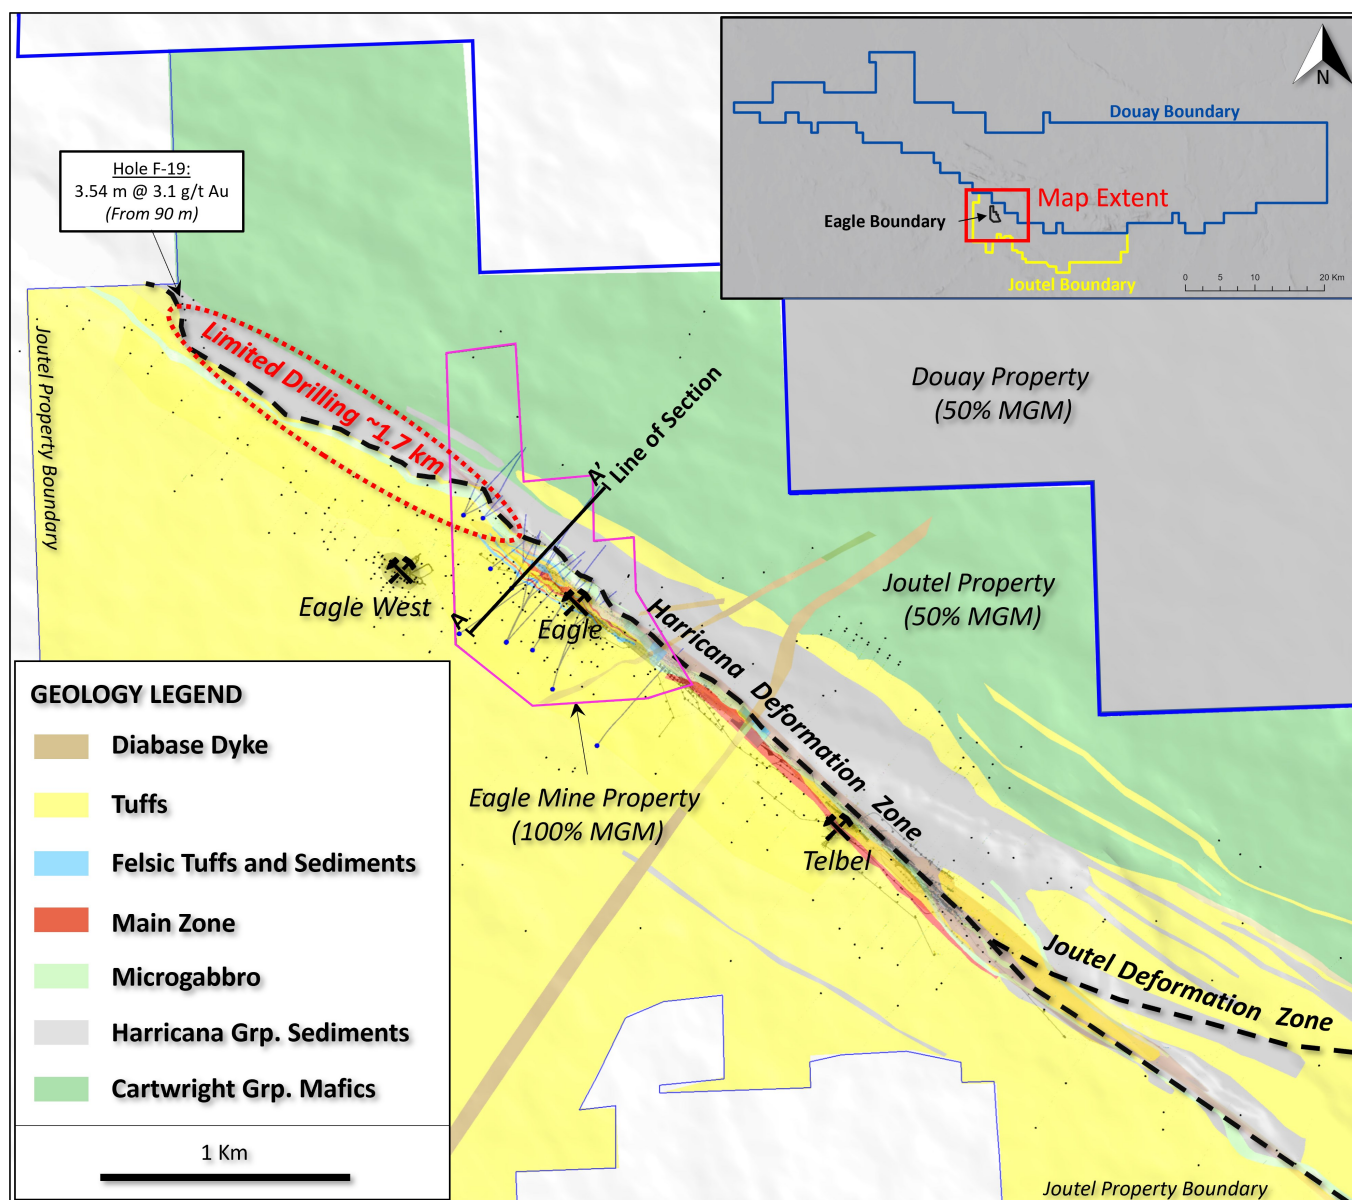 Hole F-19:
3.54 m @ 3.1 g/t Au
(From 90 m)
N
Douay Boundary
Map Extent
Eagle Boundary
Joutel Boundary
0 5 10 20 Km
Joutel Property Boundary
Limited Drilling ~1.7 km
A'
Line of Section
A
Douay Property
(50% MGM)
Joutel Property
(50% MGM)
Eagle West
Eagle
Harricana Deformation Zone
Eagle Mine Property
(100% MGM)
Telbel
Joutel Deformation Zone
GEOLOGY LEGEND
Diabase Dyke
Tuffs
Felsic Tuffs and Sediments
Main Zone
Microgabbro
Harricana Grp. Sediments
Cartwright Grp. Mafics
1 Km
Joutel Property Boundary